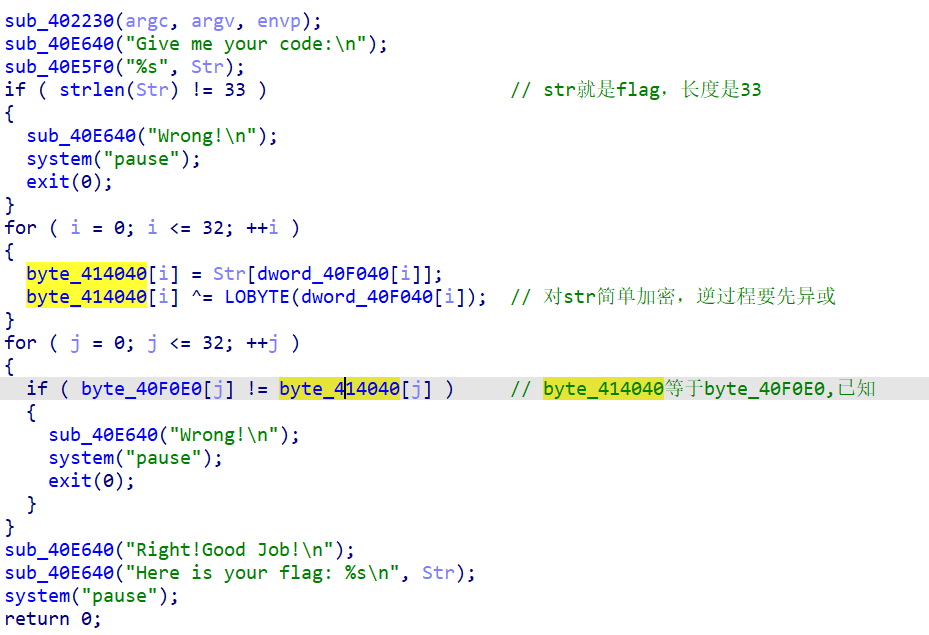 sub_402230(argc, argv, envp);
sub_40E640("Give me your code:\n");
sub_40E5F0("%s", Str);
if ( strlen(Str) != 33 ) // str就是flag，长度是33
{
sub_40E640("Wrong!\n");
system("pause");
exit(0);
}
for ( i = 0; i <= 32; ++i )
{
byte_414040[i] = Str[dword_40F040[i]];
byte_414040[i] ^= LOBYTE(dword_40F040[i]); // 对str简单加密，逆过程要先异或
}
for ( j = 0; j <= 32; ++j )
{
if ( byte_40F0E0[j] != byte_414040[j] ) // byte_414040等于byte_40F0E0,已知
{
sub_40E640("Wrong!\n");
system("pause");
exit(0);
}
}
sub_40E640("Right!Good Job!\n");
sub_40E640("Here is your flag: %s\n", Str);
system("pause");
return 0;